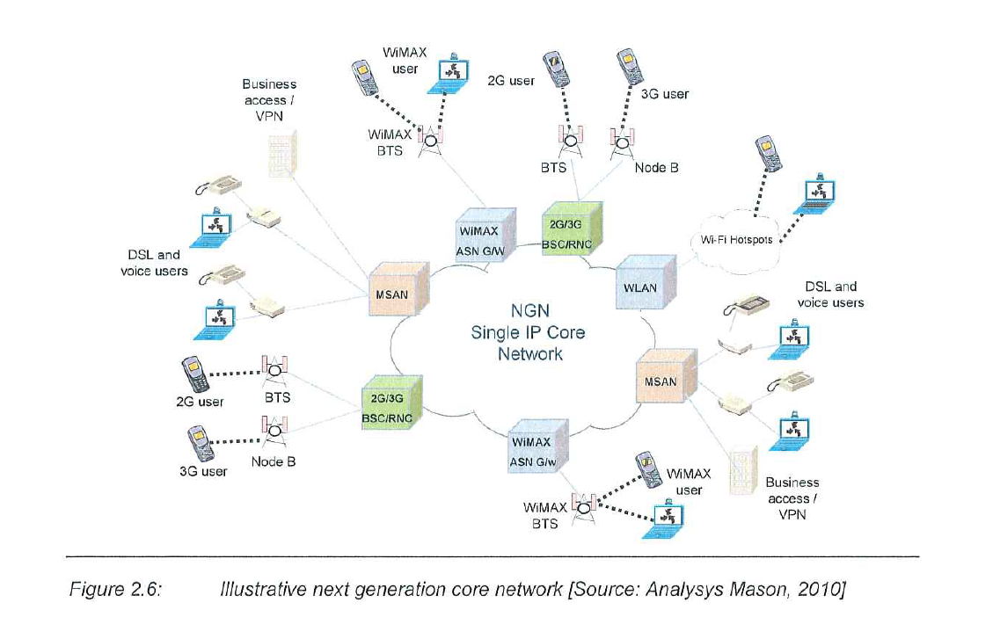 WiMAX
user
2G user
3G user
Business
access /
VPN
WiMAX
BTS
BTS
Node B
WiMAX
ASN G/W
2G/3G
BSC/RNC
Wi-Fi Hotspots
DSL and
voice users
MSAN
WLAN
DSL and
voice users
NGN
Single IP Core
Network
MSAN
2G user
BTS
2G/3G
BSC/RNC
3G user
Node B
WiMAX
ASN G/w
WiMAX
user
WiMAX
BTS
Business
access /
VPN
Figure 2.6: Illustrative next generation core network [Source: Analysys Mason, 2010]